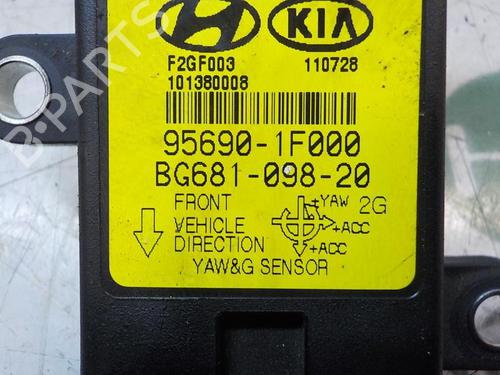 KIA
F2GF003 110728
101380008
95690-1F000
BG681-098-20
FRONT
VEHICLE
DIRECTION
+YAW 2G
+ACC
+ACC
YAW&G SENSOR
B-PARTS